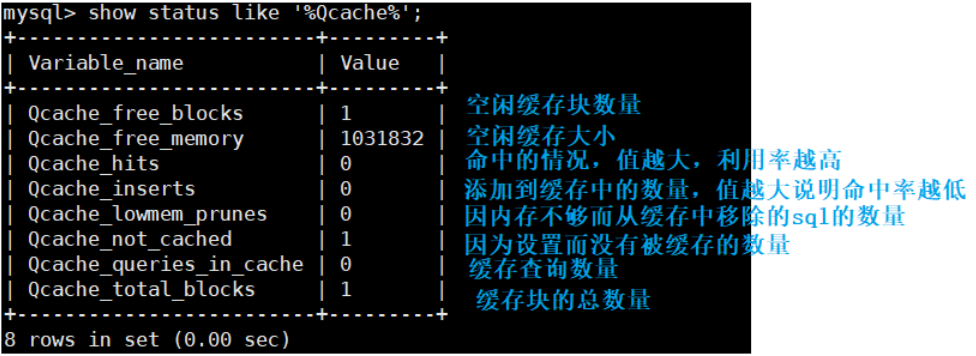 mysql> show status like '%Qcache%';
+-------------------------+---------+
| Variable_name           | Value   |
+-------------------------+---------+
| Qcache_free_blocks      | 1       | 空闲缓存块数量
| Qcache_free_memory      | 1031832 | 空闲缓存大小
| Qcache_hits             | 0       | 命中的情况，值越大，利用率越高
| Qcache_inserts          | 0       | 添加到缓存中的数量，值越大说明命中率越低
| Qcache_lowmem_prunes    | 0       | 因内存不够而从缓存中移除的sql的数量
| Qcache_not_cached       | 1       | 因为设置而没有被缓存的数量
| Qcache_queries_in_cache | 0       | 缓存查询数量
| Qcache_total_blocks     | 1       | 缓存块的总数量
+-------------------------+---------+
8 rows in set (0.00 sec)